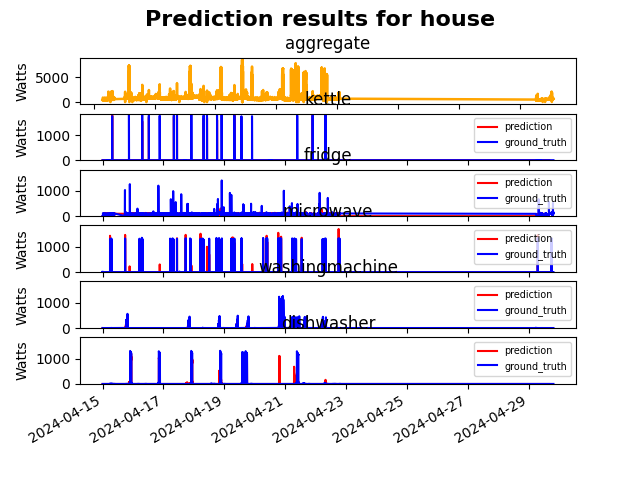 Prediction results for house
aggregate
Watts
5000
0
kettle
Watts
1000
0
prediction
ground_truth
fridge
Watts
1000
0
prediction
ground_truth
microwave
Watts
1000
0
prediction
ground_truth
washingmachine
Watts
1000
0
prediction
ground_truth
dishwasher
Watts
1000
0
prediction
ground_truth
2024-04-15
2024-04-17
2024-04-19
2024-04-21
2024-04-23
2024-04-25
2024-04-27
2024-04-29